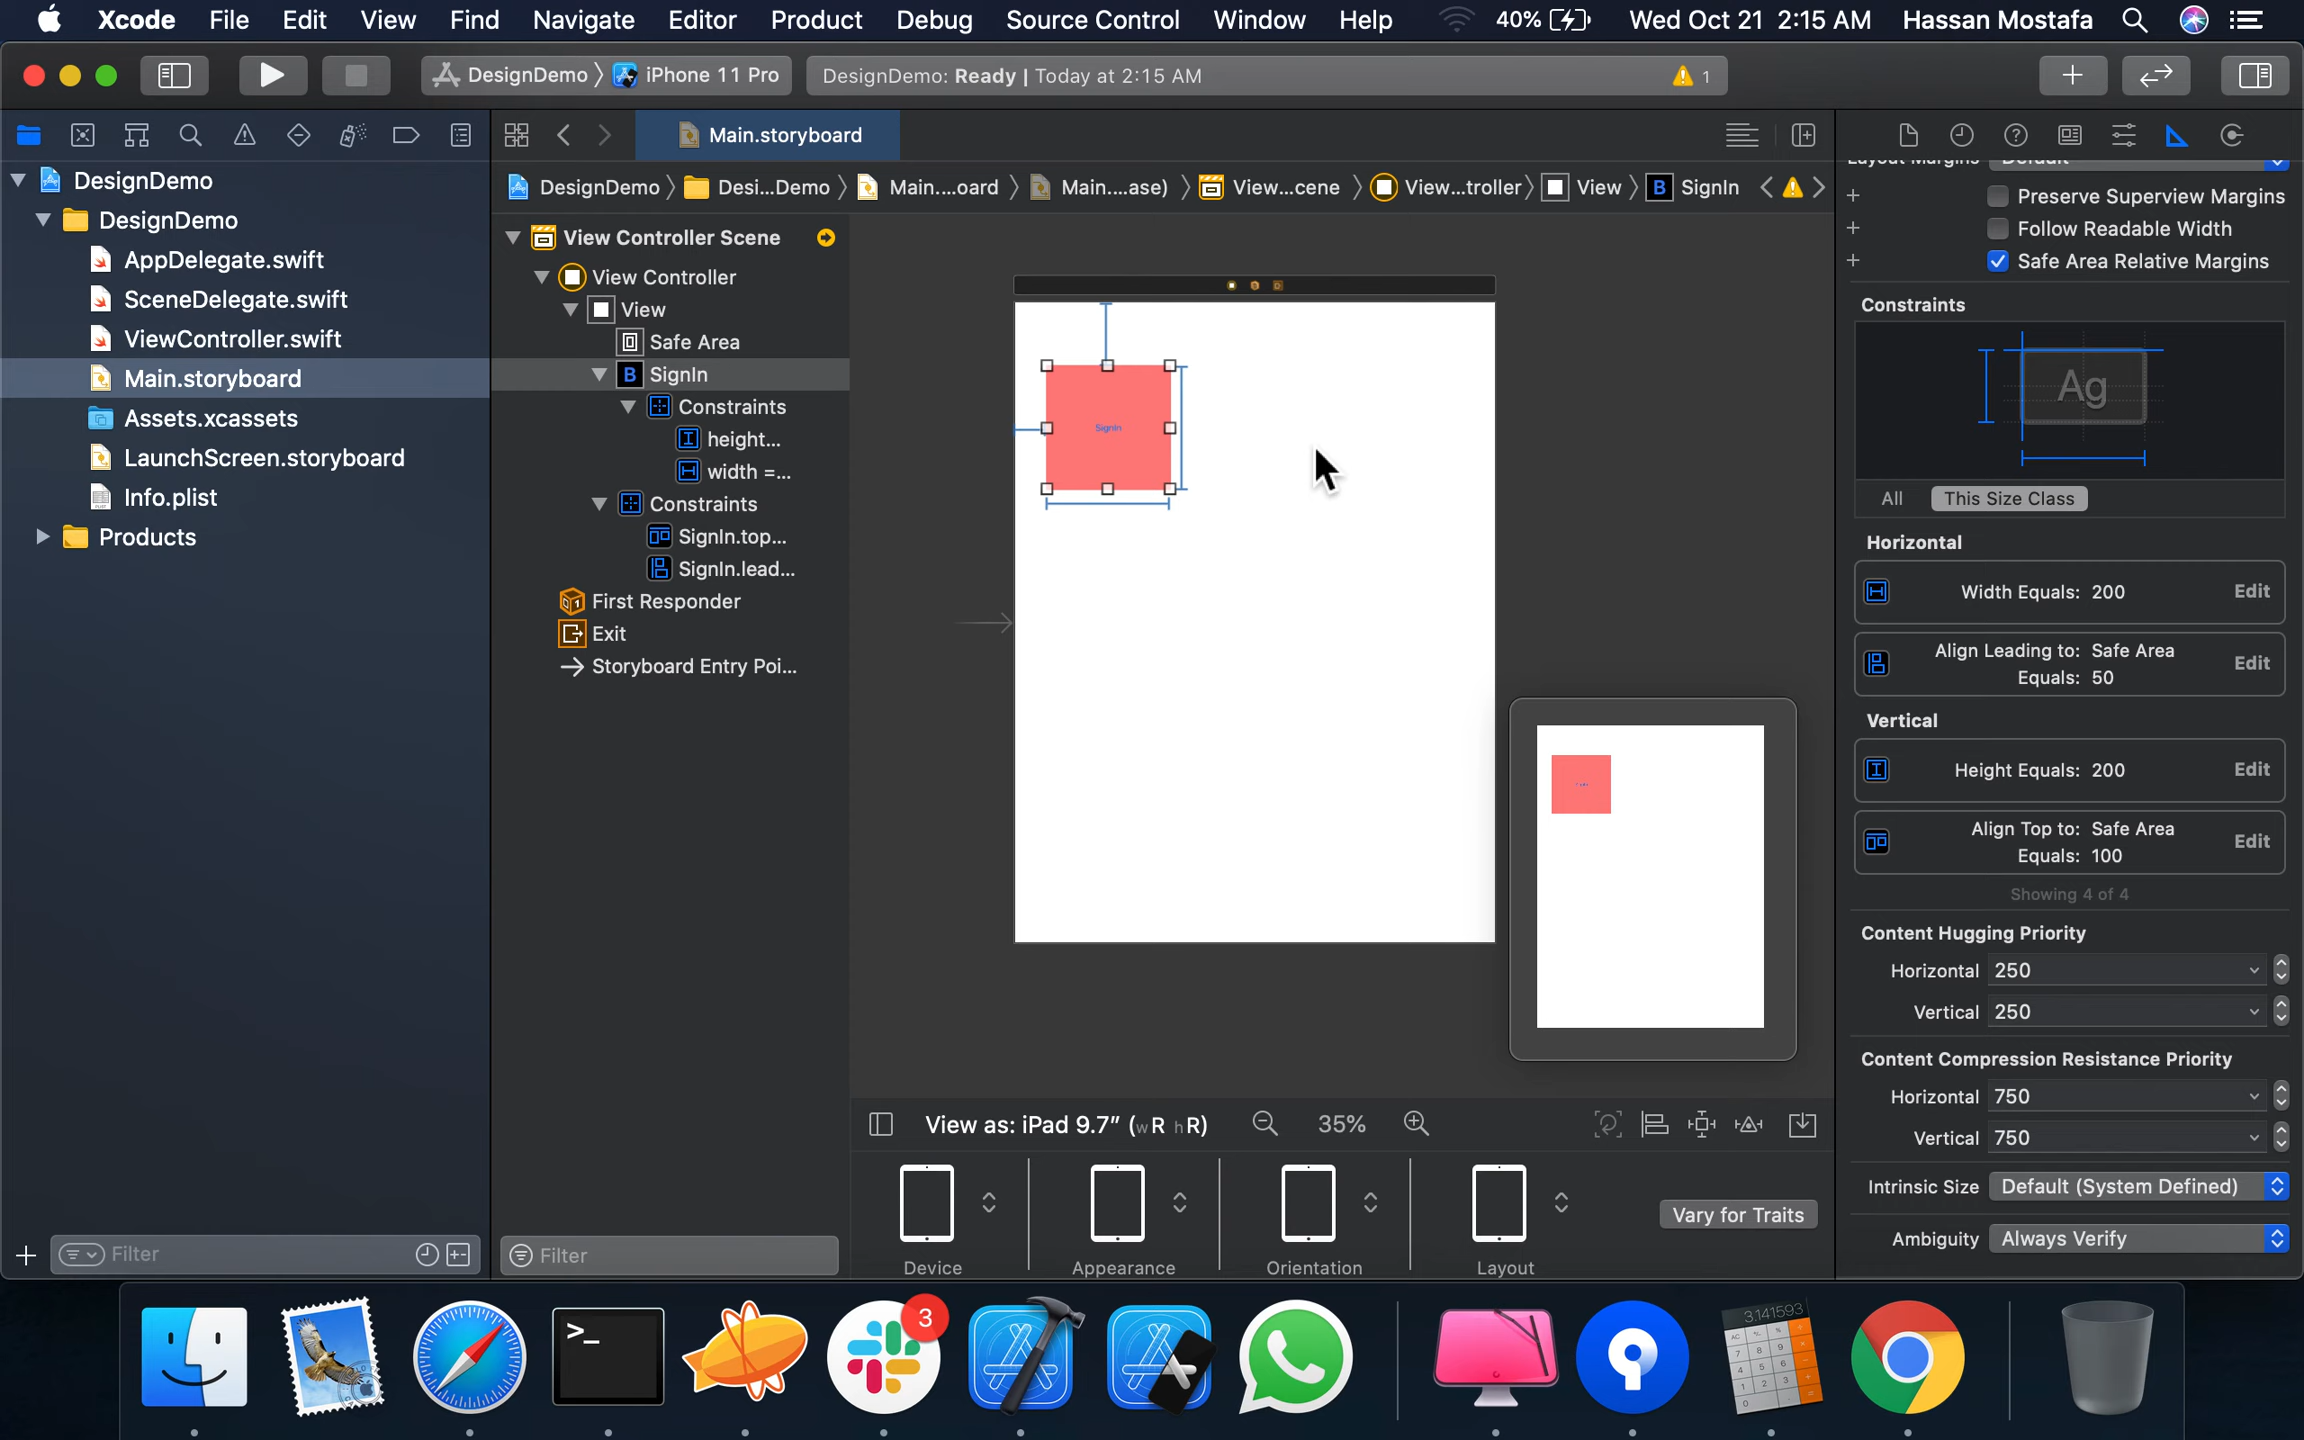 Xcode File Edit View Find Navigate Editor Product Debug Source Control Window Help 40% Wed Oct 21 2:15 AM Hassan Mostafa
DesignDemo iPhone 11 Pro
DesignDemo: Ready | Today at 2:15 AM
1
Main.storyboard
DesignDemo
DesignDemo
AppDelegate.swift
SceneDelegate.swift
ViewController.swift
Main.storyboard
Assets.xcassets
LaunchScreen.storyboard
Info.plist
Products
Filter
DesignDemo Desi...Demo Main....oard Main....ase) View...cene View...troller View B SignIn
View Controller Scene
View Controller
View
Safe Area
B SignIn
Constraints
height...
width =...
Constraints
SignIn.top...
SignIn.lead...
First Responder
Exit
Storyboard Entry Poi...
Filter
SignIn
View as: iPad 9.7" (wR hR)
35%
Device
Appearance
Orientation
Layout
Vary for Traits
Layout Margins Default
Preserve Superview Margins
Follow Readable Width
Safe Area Relative Margins
Constraints
Ag
All This Size Class
Horizontal
Width Equals: 200 Edit
Align Leading to: Safe Area
Equals: 50
Edit
Vertical
Height Equals: 200 Edit
Align Top to: Safe Area
Equals: 100
Edit
Showing 4 of 4
Content Hugging Priority
Horizontal 250
Vertical 250
Content Compression Resistance Priority
Horizontal 750
Vertical 750
Intrinsic Size Default (System Defined)
Ambiguity Always Verify
>_
3
3.141593